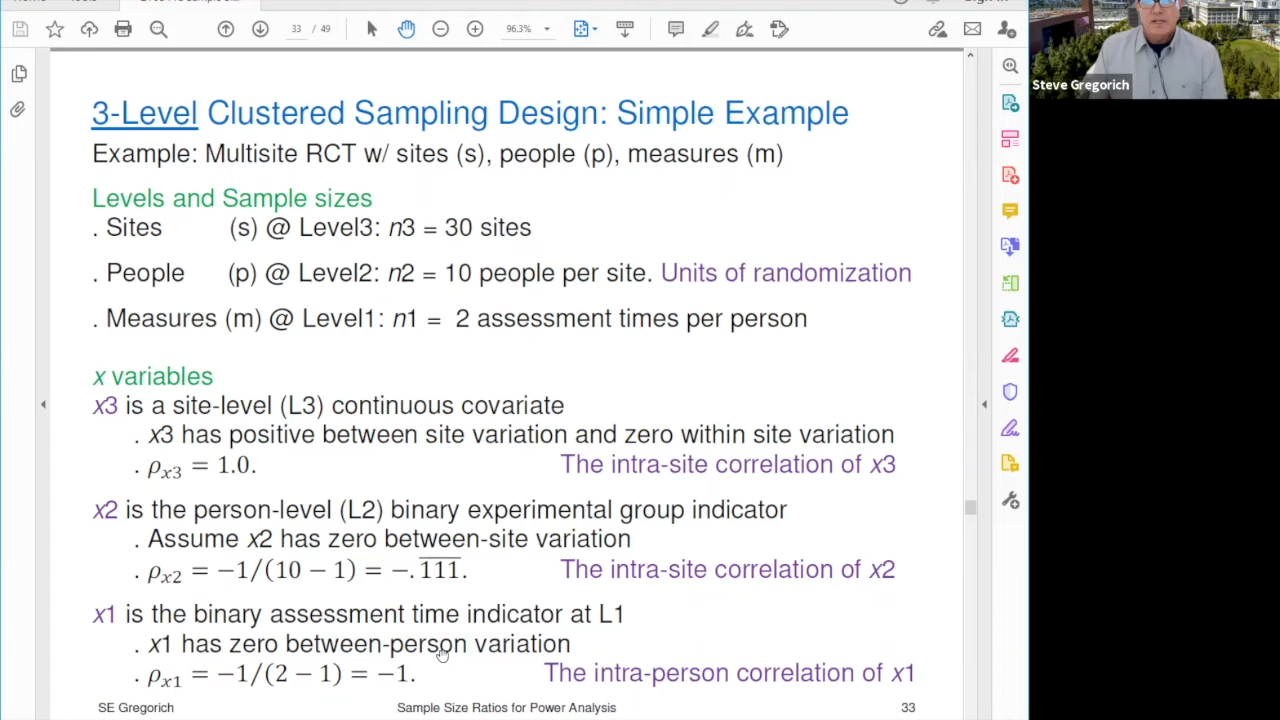 33 / 49
96.3%
Steve Gregorich
3-Level Clustered Sampling Design: Simple Example
Example: Multisite RCT w/ sites (s), people (p), measures (m)
Levels and Sample sizes
. Sites (s) @ Level3: n3 = 30 sites
. People (p) @ Level2: n2 = 10 people per site. Units of randomization
. Measures (m) @ Level1: n1 = 2 assessment times per person
x variables
x3 is a site-level (L3) continuous covariate
. x3 has positive between site variation and zero within site variation
. ρx3 = 1.0. The intra-site correlation of x3
x2 is the person-level (L2) binary experimental group indicator
. Assume x2 has zero between-site variation
. ρx2 = −1/(10 − 1) = −.1̅1̅1̅. The intra-site correlation of x2
x1 is the binary assessment time indicator at L1
. x1 has zero between-person variation
. ρx1 = −1/(2 − 1) = −1. The intra-person correlation of x1
SE Gregorich Sample Size Ratios for Power Analysis 33